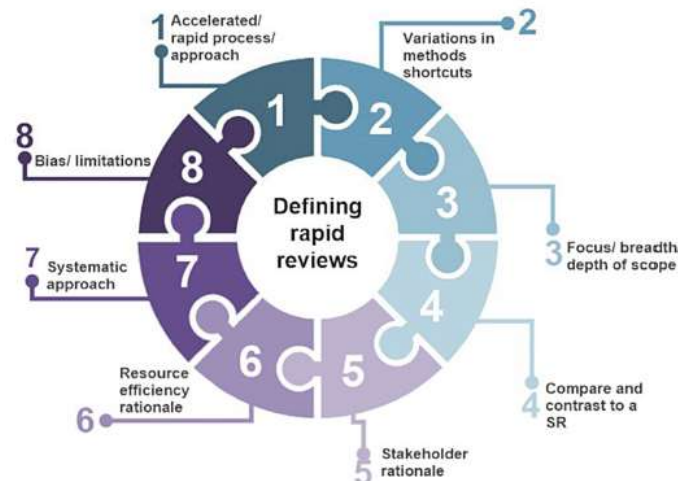 1
Accelerated/
rapid process/
approach
2
Variations in
methods
shortcuts
3
Focus/ breadth/
depth of scope
4
Compare and
contrast to a
SR
5
Stakeholder
rationale
6
Resource
efficiency
rationale
7
Systematic
approach
8
Bias/ limitations
1
2
3
4
5
6
7
8
Defining
rapid
reviews